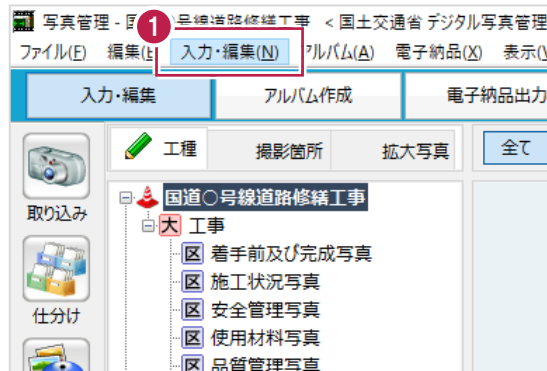 写真管理 - 国道○号線道路修繕工事 < 国土交通省 デジタル写真管理
1
ファイル(F) 編集(E) 入力・編集(N) アルバム(A) 電子納品(X) 表示(V
入力・編集 アルバム作成 電子納品出力
工種 撮影箇所 拡大写真 全て
取り込み
国道○号線道路修繕工事
大 工事
区 着手前及び完成写真
区 施工状況写真
仕分け
区 安全管理写真
区 使用材料写真
区 品質管理写真